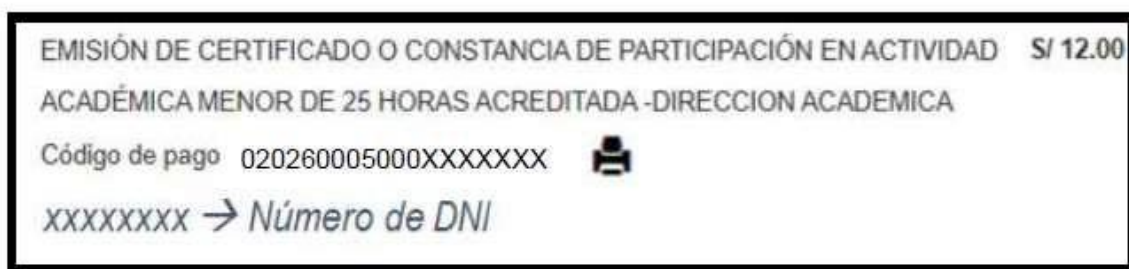 EMISIÓN DE CERTIFICADO O CONSTANCIA DE PARTICIPACIÓN EN ACTIVIDAD S/ 12.00
ACADÉMICA MENOR DE 25 HORAS ACREDITADA -DIRECCION ACADEMICA
Código de pago 020260005000XXXXXXX
xxxxxxxx → Número de DNI